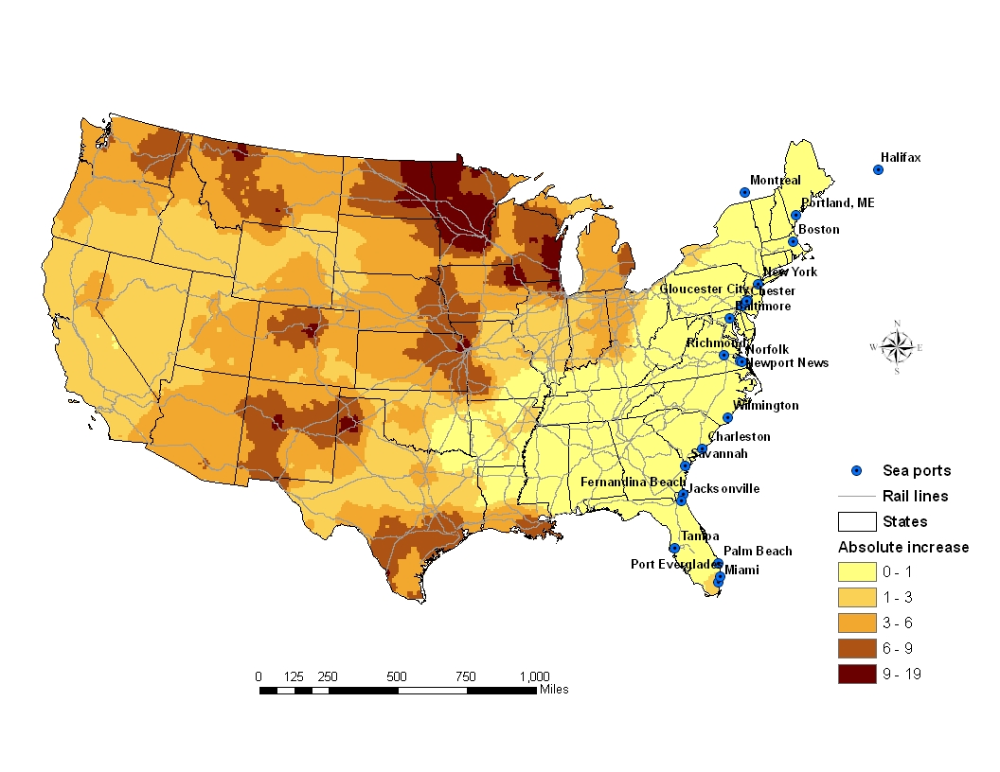 Halifax
Montreal
Portland, ME
Boston
New York
Gloucester City
Chester
Baltimore
Richmond
Norfolk
Newport News
Wilmington
Charleston
Savannah
Fernandina Beach
Jacksonville
Tampa
Palm Beach
Port Everglades
Miami
N
W
E
S
Sea ports
Rail lines
States
Absolute increase
0 - 1
1 - 3
3 - 6
6 - 9
9 - 19
0 125 250 500 750 1,000
Miles